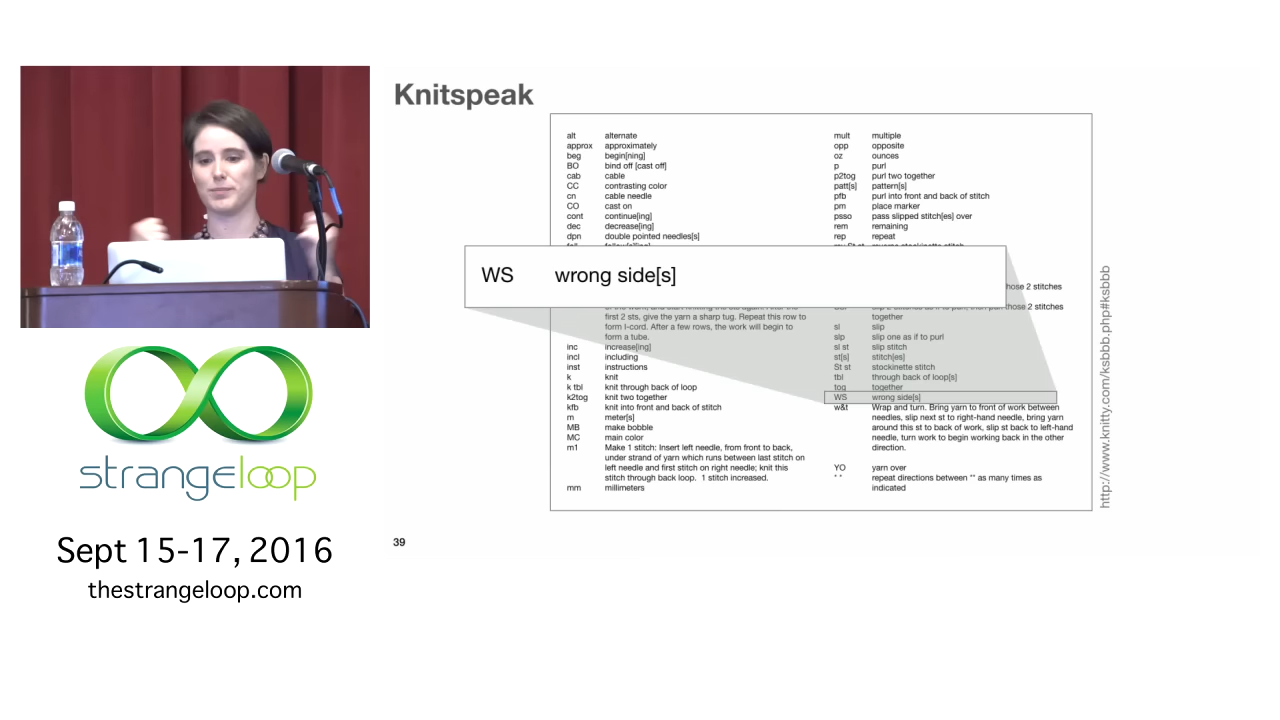 Knitspeak
alt alternate
approx approximately
beg begin[ning]
BO bind off [cast off]
cab cable
CC contrasting color
cn cable needle
CO cast on
cont continue[ing]
dec decrease[ing]
dpn double pointed needles[s]
WS wrong side[s]
first 2 sts, give the yarn a sharp tug. Repeat this row to
form I-cord. After a few rows, the work will begin to
form a tube.
inc increase[ing]
incl including
inst instructions
k knit
k tbl knit through back of loop
k2tog knit two together
kfb knit into front and back of stitch
m meter[s]
MB make bobble
MC main color
m1 Make 1 stitch: Insert left needle, from front to back,
under strand of yarn which runs between last stitch on
left needle and first stitch on right needle; knit this
stitch through back loop. 1 stitch increased.
mm millimeters
mult multiple
opp opposite
oz ounces
p purl
p2tog purl two together
patt[s] pattern[s]
pfb purl into front and back of stitch
pm place marker
psso pass slipped stitch[es] over
rem remaining
rep repeat
those 2 stitches
those 2 stitches
together
sl slip
slp slip one as if to purl
sl st slip stitch
st[s] stitch[es]
St st stockinette stitch
tbl through back of loop[s]
tog together
WS wrong side[s]
w&t Wrap and turn. Bring yarn to front of work between
needles, slip next st to right-hand needle, bring yarn
around this st to back of work, slip st back to left-hand
needle, turn work to begin working back in the other
direction.
YO yarn over
* * repeat directions between ** as many times as
indicated
http://www.knitty.com/ksbbb.php#ksbbb
39
strangeloop
Sept 15-17, 2016
thestrangeloop.com